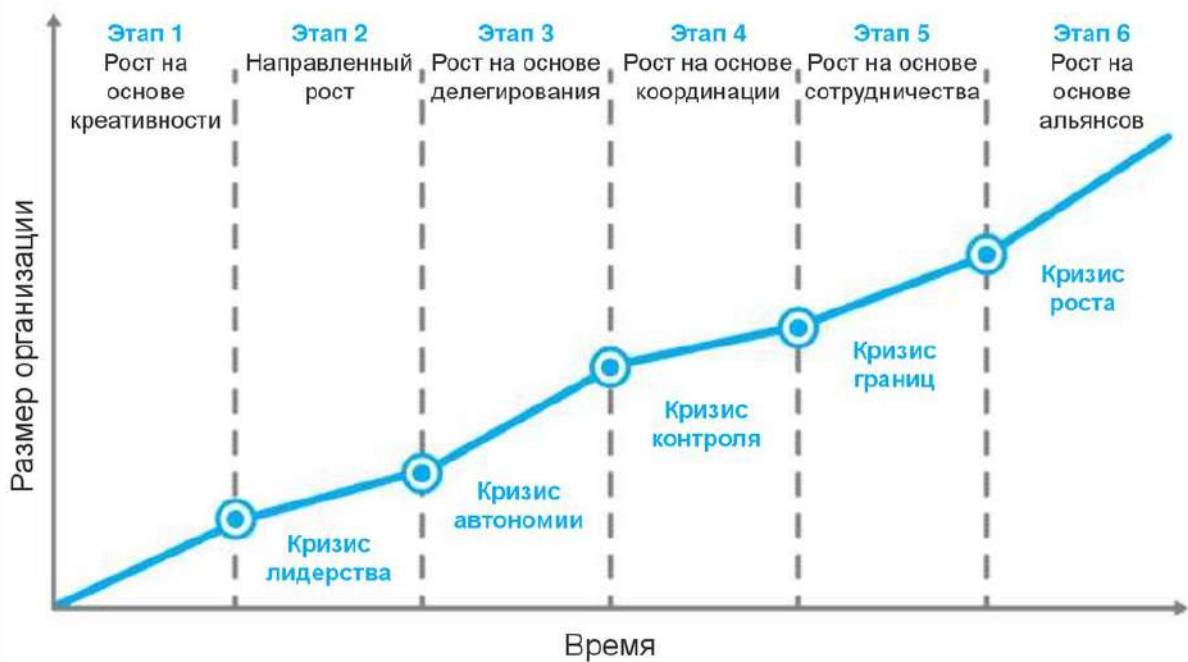 Этап 1
Рост на
основе
креативности
Этап 2
Направленный
рост
Этап 3
Рост на основе
делегирования
Этап 4
Рост на основе
координации
Этап 5
Рост на основе
сотрудничества
Этап 6
Рост на
основе
альянсов
Размер организации
Кризис
лидерства
Кризис
автономии
Кризис
контроля
Кризис
границ
Кризис
роста
Время